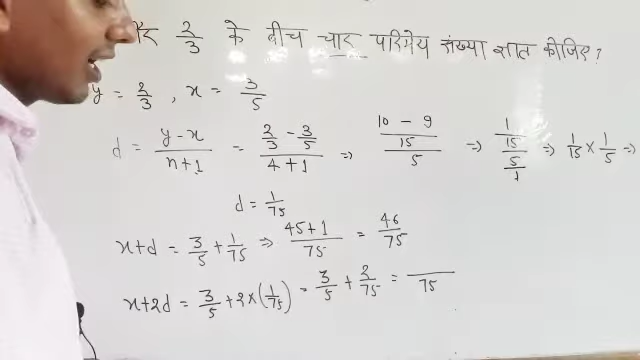 2/3 के बीच चार परिमेय संख्या ज्ञात कीजिए?
y = 2/3 , x = 3/5
d = (y-x)/(n+1) = (2/3 - 3/5)/(4+1) ⇒ ((10-9)/15)/5 ⇒ (1/15)/(5/1) ⇒ 1/15 × 1/5 ⇒
d = 1/75
x+d = 3/5 + 1/75 ⇒ (45+1)/75 = 46/75
x+2d = 3/5 + 2×(1/75) = 3/5 + 2/75 = /75